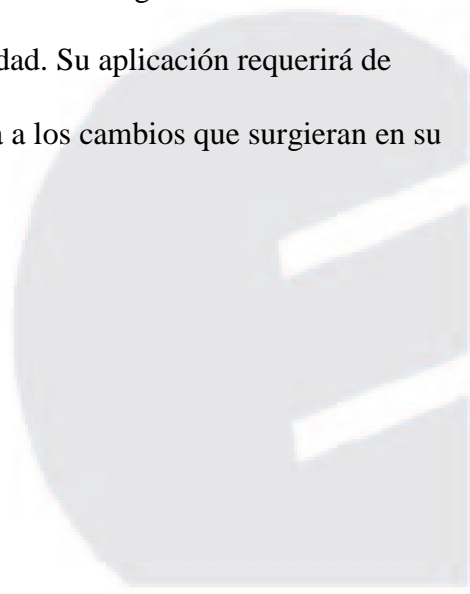 dad. Su aplicación requerirá de
a los cambios que surgieran en su